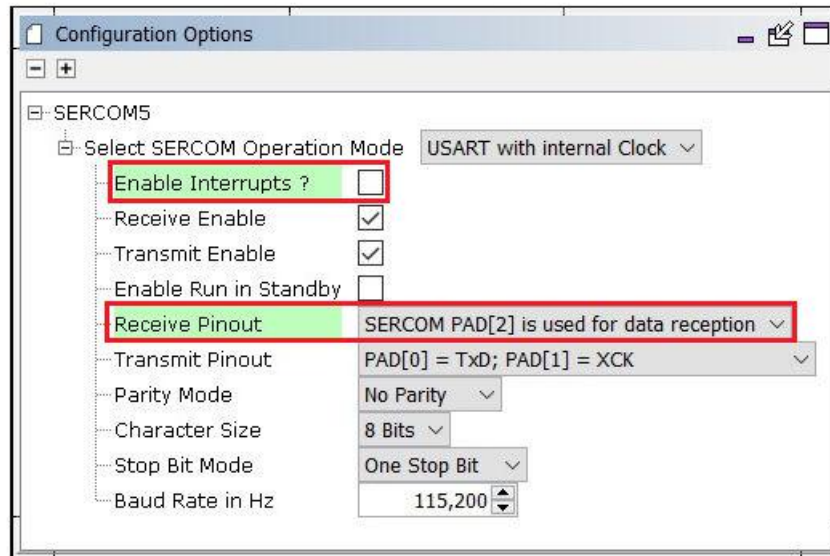 Configuration Options
SERCOM5
Select SERCOM Operation Mode USART with internal Clock
Enable Interrupts ?
Receive Enable
Transmit Enable
Enable Run in Standby
Receive Pinout SERCOM PAD[2] is used for data reception
Transmit Pinout PAD[0] = TxD; PAD[1] = XCK
Parity Mode No Parity
Character Size 8 Bits
Stop Bit Mode One Stop Bit
Baud Rate in Hz 115,200